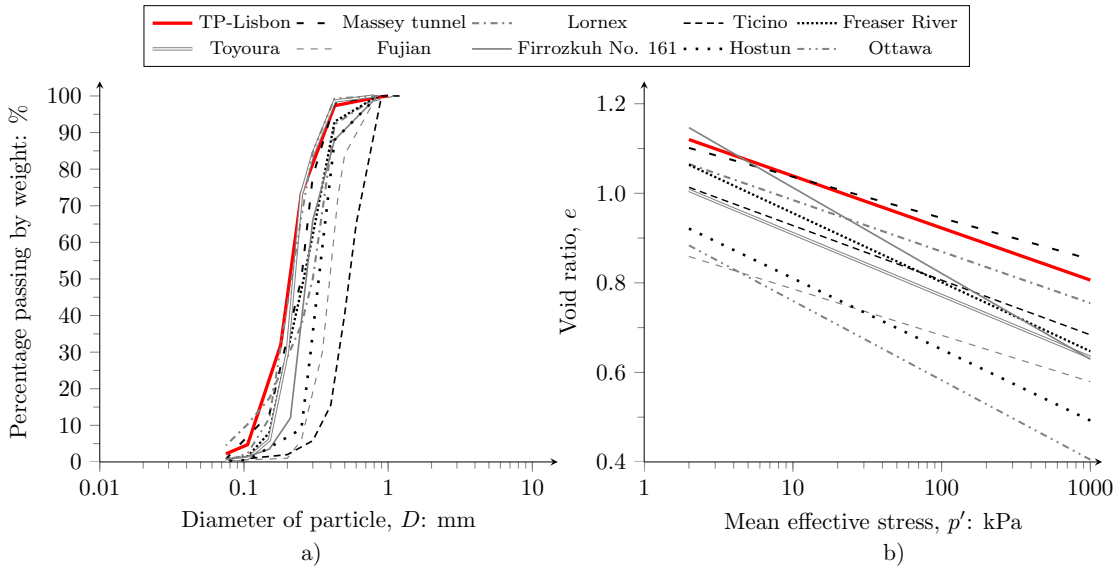 TP-Lisbon Massey tunnel Lornex Ticino Freaser River
Toyoura Fujian Firrozkuh No. 161 Hostun Ottawa
Percentage passing by weight: %
100
90
80
70
60
50
40
30
20
10
0
0.01 0.1 1 10
Diameter of particle, D: mm
a)
Void ratio, e
1.2
1.0
0.8
0.6
0.4
1 10 100 1000
Mean effective stress, p′: kPa
b)